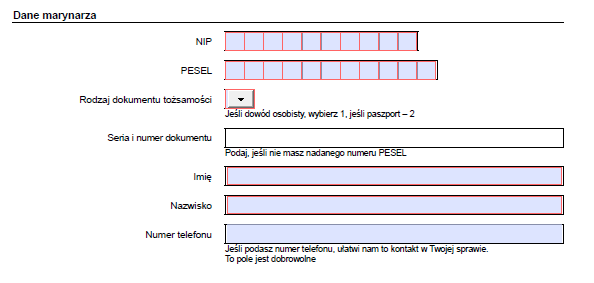 Dane marynarza
NIP
PESEL
Rodzaj dokumentu tożsamości
Jeśli dowód osobisty, wybierz 1, jeśli paszport – 2
Seria i numer dokumentu
Podaj, jeśli nie masz nadanego numeru PESEL
Imię
Nazwisko
Numer telefonu
Jeśli podasz numer telefonu, ułatwi nam to kontakt w Twojej sprawie.
To pole jest dobrowolne